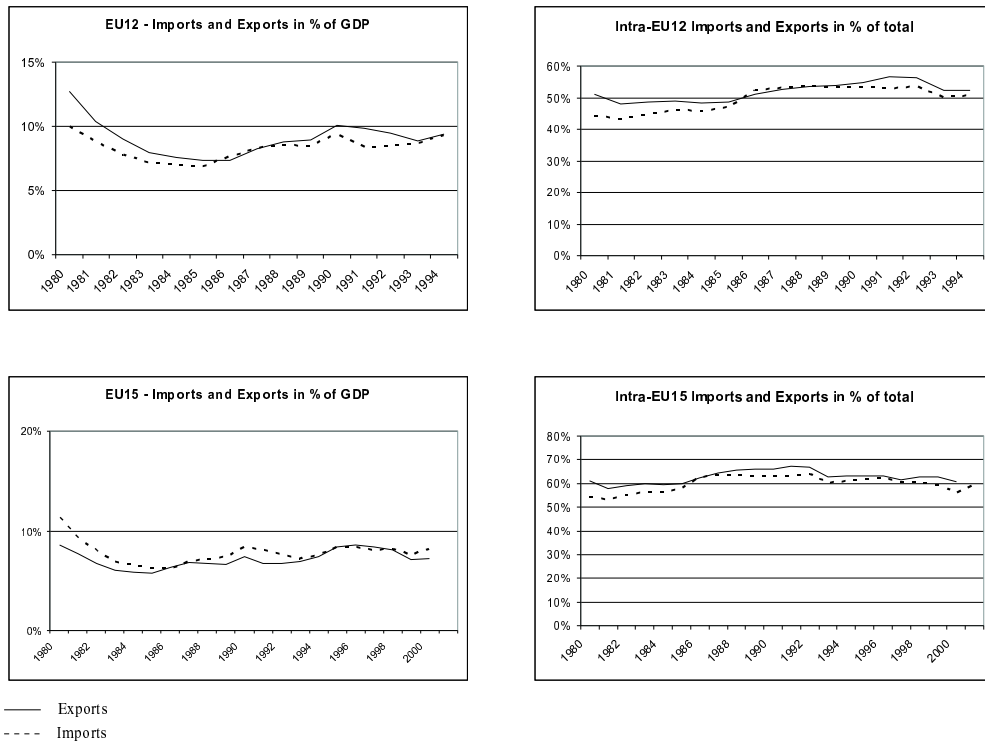 EU12 - Imports and Exports in % of GDP
15%
10%
5%
0%
1980 1981 1982 1983 1984 1985 1986 1987 1988 1989 1990 1991 1992 1993 1994
Intra-EU12 Imports and Exports in % of total
60%
50%
40%
30%
20%
10%
0%
1980 1981 1982 1983 1984 1985 1986 1987 1988 1989 1990 1991 1992 1993 1994
EU15 - Imports and Exports in % of GDP
20%
10%
0%
1980 1982 1984 1986 1988 1990 1992 1994 1996 1998 2000
Intra-EU15 Imports and Exports in % of total
80%
70%
60%
50%
40%
30%
20%
10%
0%
1980 1982 1984 1986 1988 1990 1992 1994 1996 1998 2000
Exports
Imports